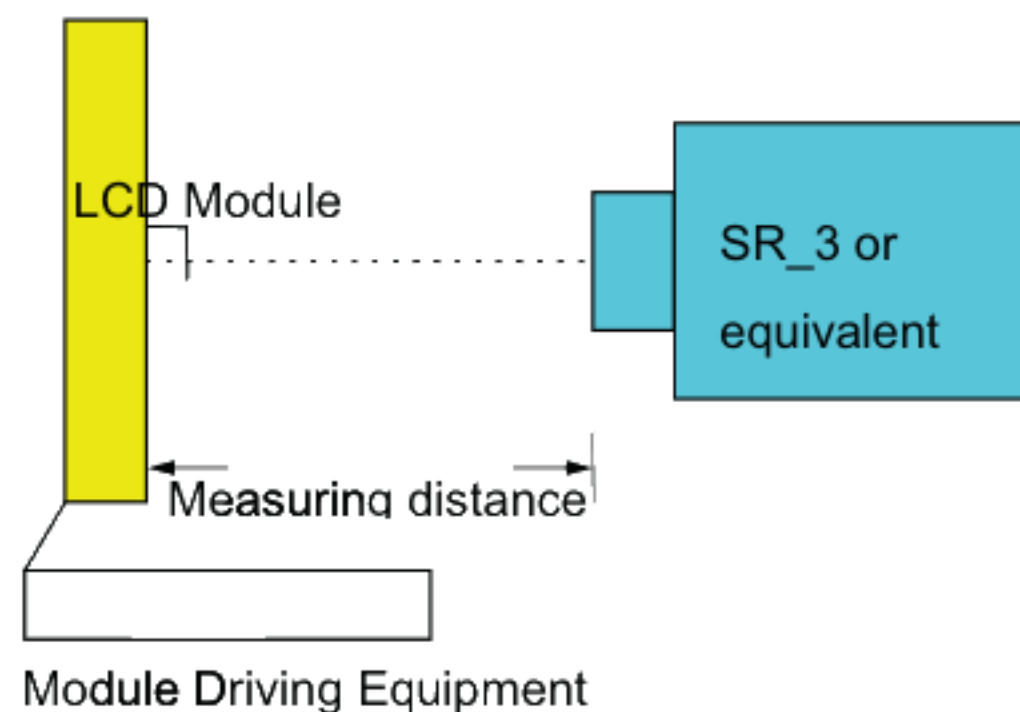 LCD Module
SR_3 or
equivalent
Measuring distance
Module Driving Equipment